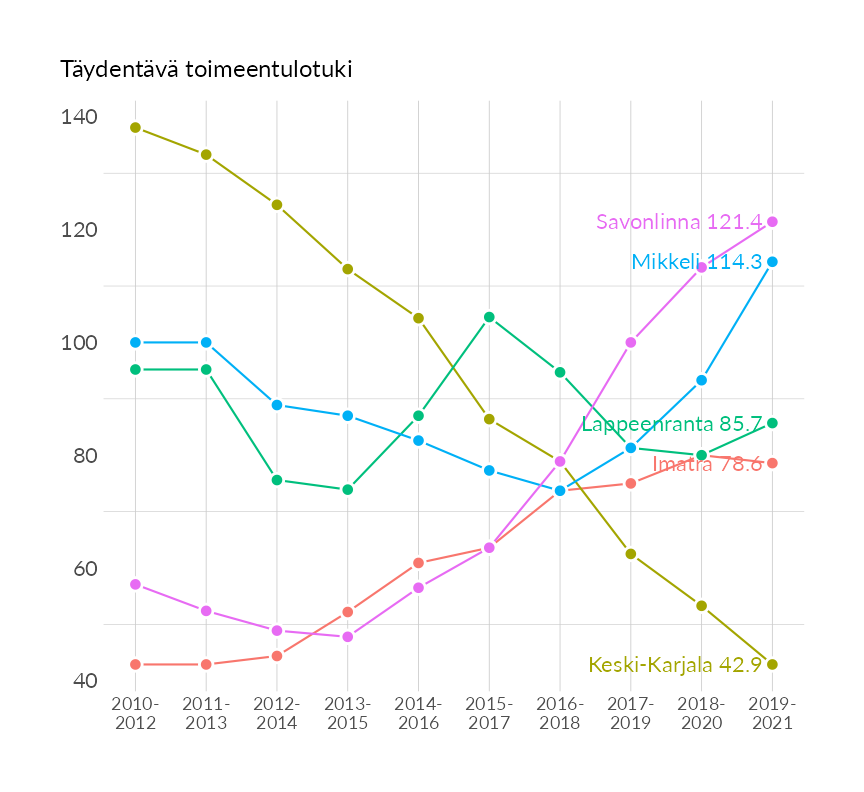 Täydentävä toimeentulotuki
140
120
100
80
60
40
Savonlinna 121.4
Mikkeli 114.3
Lappeenranta 85.7
Imatra 78.6
Keski-Karjala 42.9
2010- 2011- 2012- 2013- 2014- 2015- 2016- 2017- 2018- 2019-
2012 2013 2014 2015 2016 2017 2018 2019 2020 2021